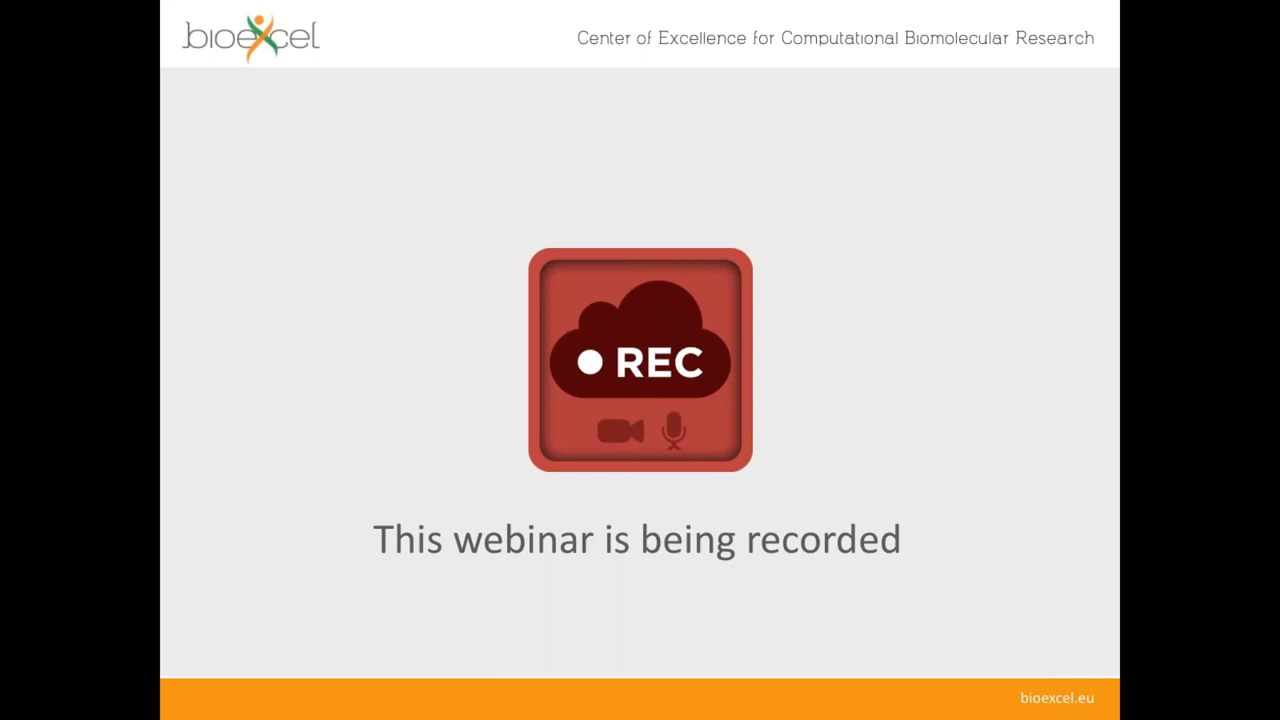 bioexcel
Center of Excellence for Computational Biomolecular Research
REC
This webinar is being recorded
bioexcel.eu